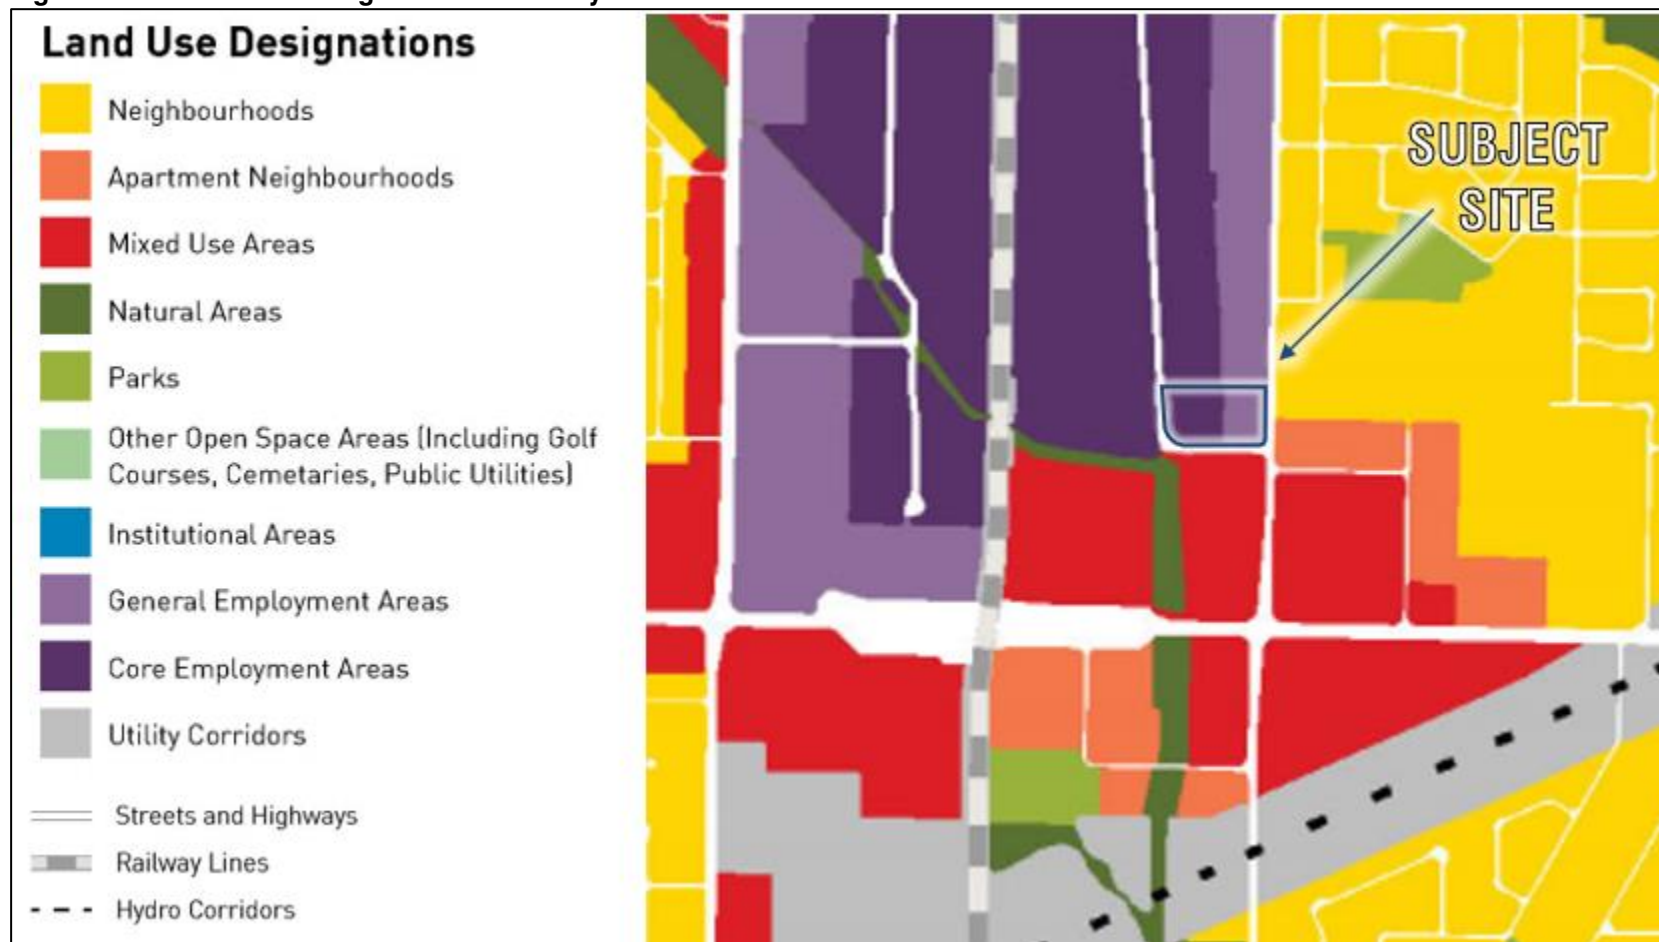 Land Use Designations
Neighbourhoods
Apartment Neighbourhoods
Mixed Use Areas
Natural Areas
Parks
Other Open Space Areas (Including Golf
Courses, Cemetaries, Public Utilities)
Institutional Areas
General Employment Areas
Core Employment Areas
Utility Corridors
Streets and Highways
Railway Lines
Hydro Corridors
SUBJECT
SITE